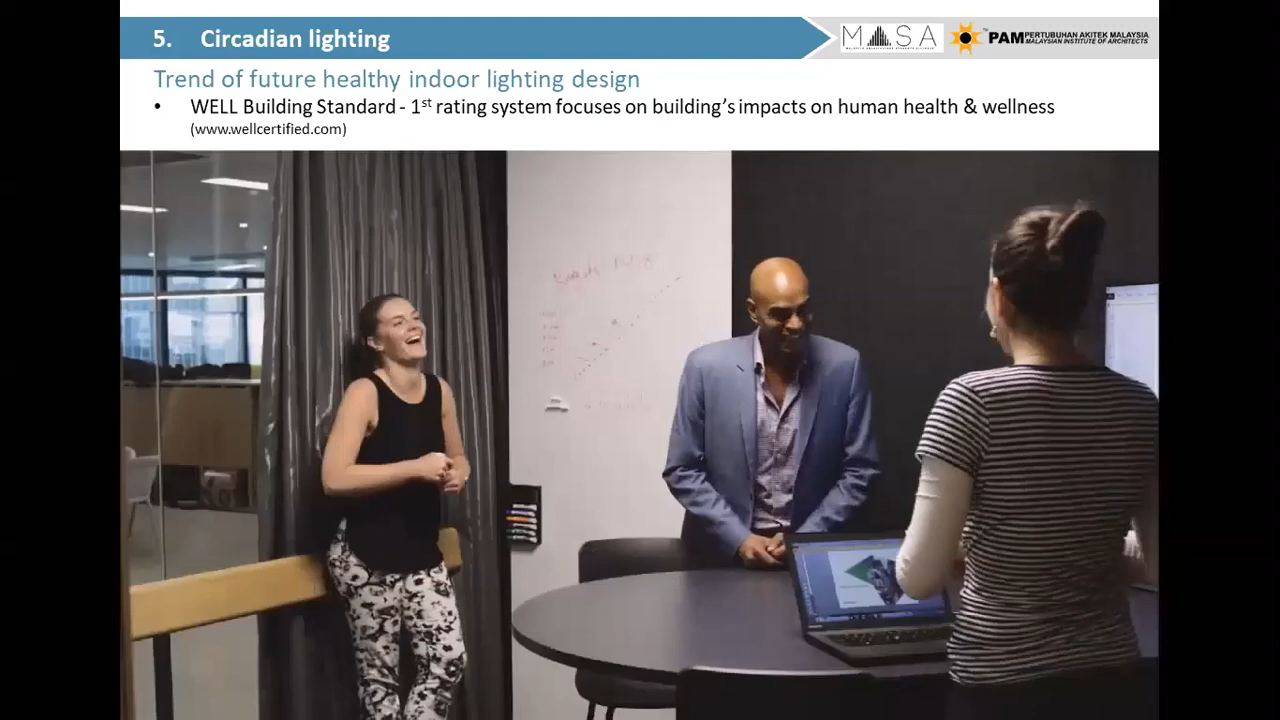 5. Circadian lighting
MASA
PAM PERTUBUHAN AKITEK MALAYSIA
MALAYSIAN INSTITUTE OF ARCHITECTS
Trend of future healthy indoor lighting design
• WELL Building Standard - 1st rating system focuses on building's impacts on human health & wellness
(www.wellcertified.com)